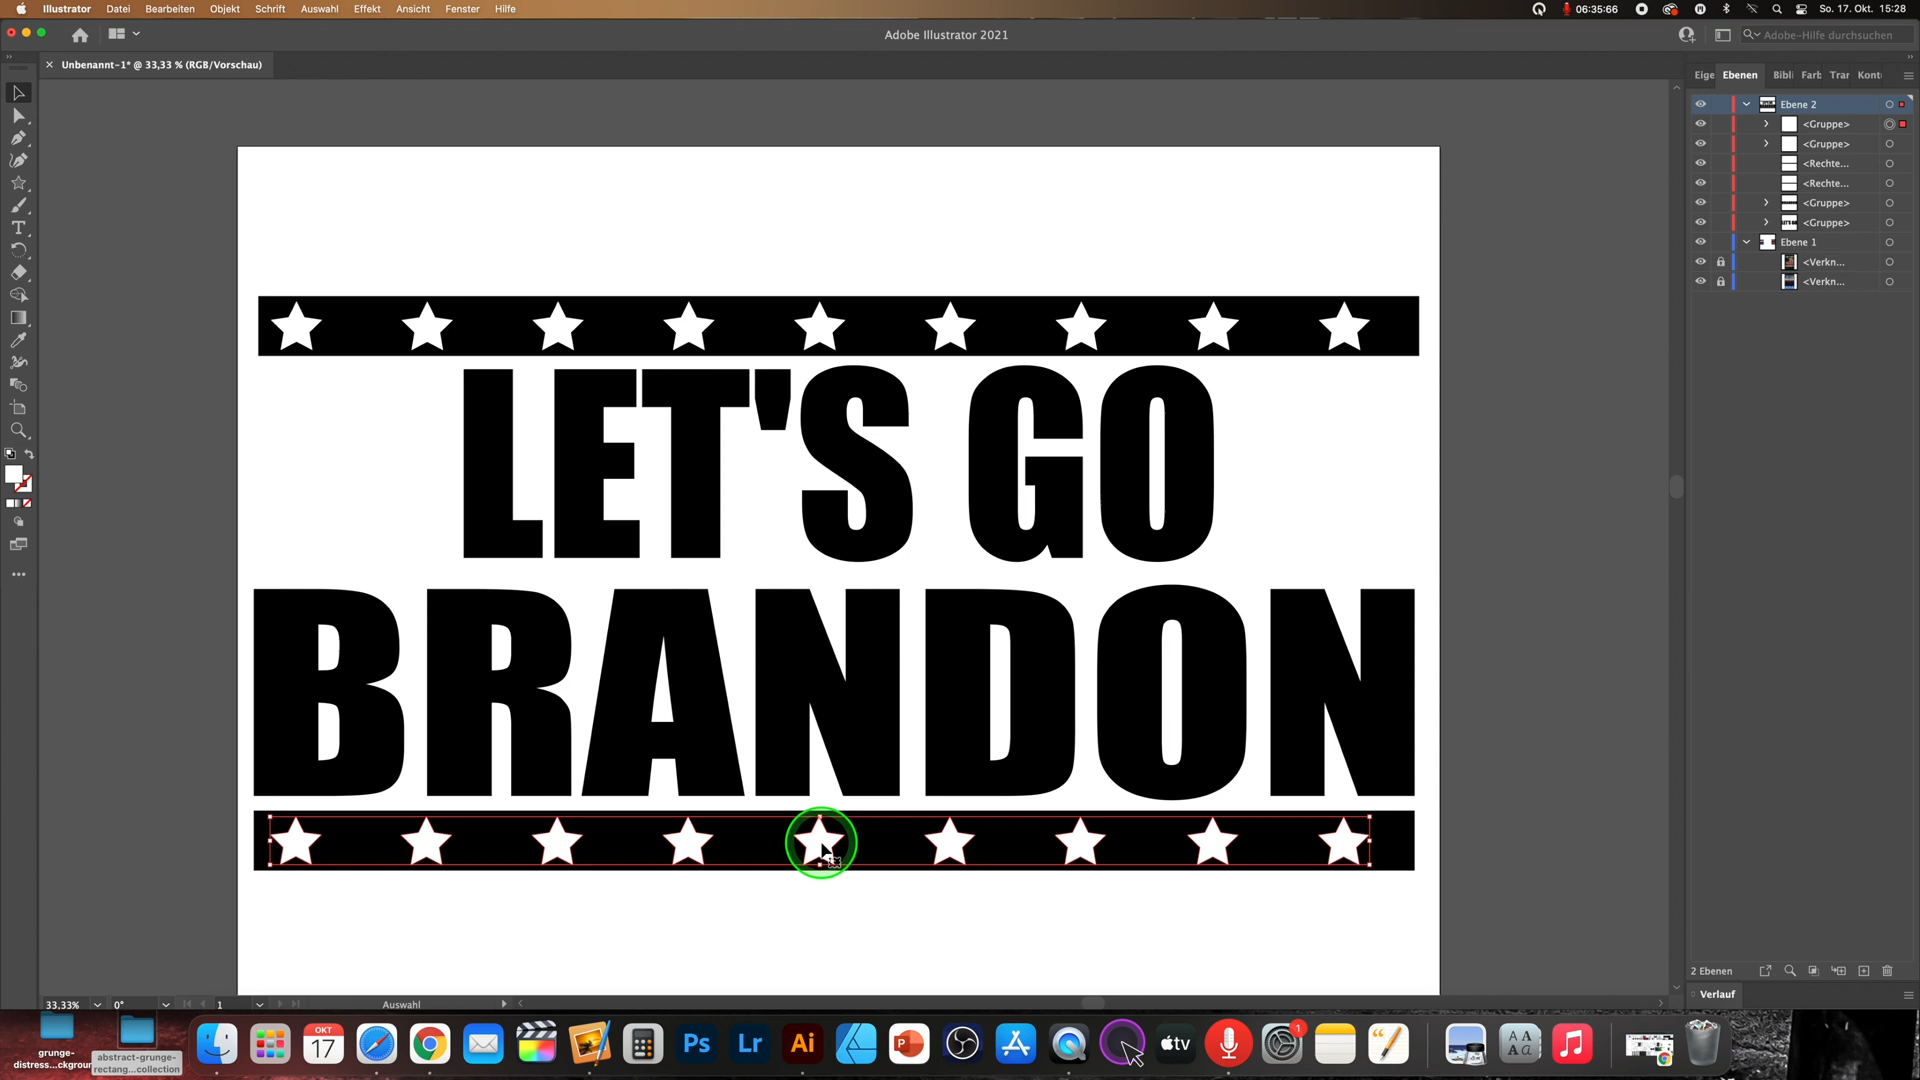 Illustrator Datei Bearbeiten Objekt Schrift Auswahl Effekt Ansicht Fenster Hilfe 06:35:66 So. 17. Okt. 15:28
Adobe Illustrator 2021
Adobe-Hilfe durchsuchen
× Unbenannt-1* @ 33,33 % (RGB/Vorschau)
Eige Ebenen Bibli Farb Trar Kont
Ebene 2
<Gruppe>
<Gruppe>
<Rechte...
<Rechte...
<Gruppe>
<Gruppe>
Ebene 1
<Verkn...
<Verkn...
LET'S GO
BRANDON
2 Ebenen
Verlauf
33,33% 0° 1 Auswahl
OKT
17
Ps
Lr
Ai
tv
1
grunge-
distress...ckgroun
abstract-grunge-
rectang...collection